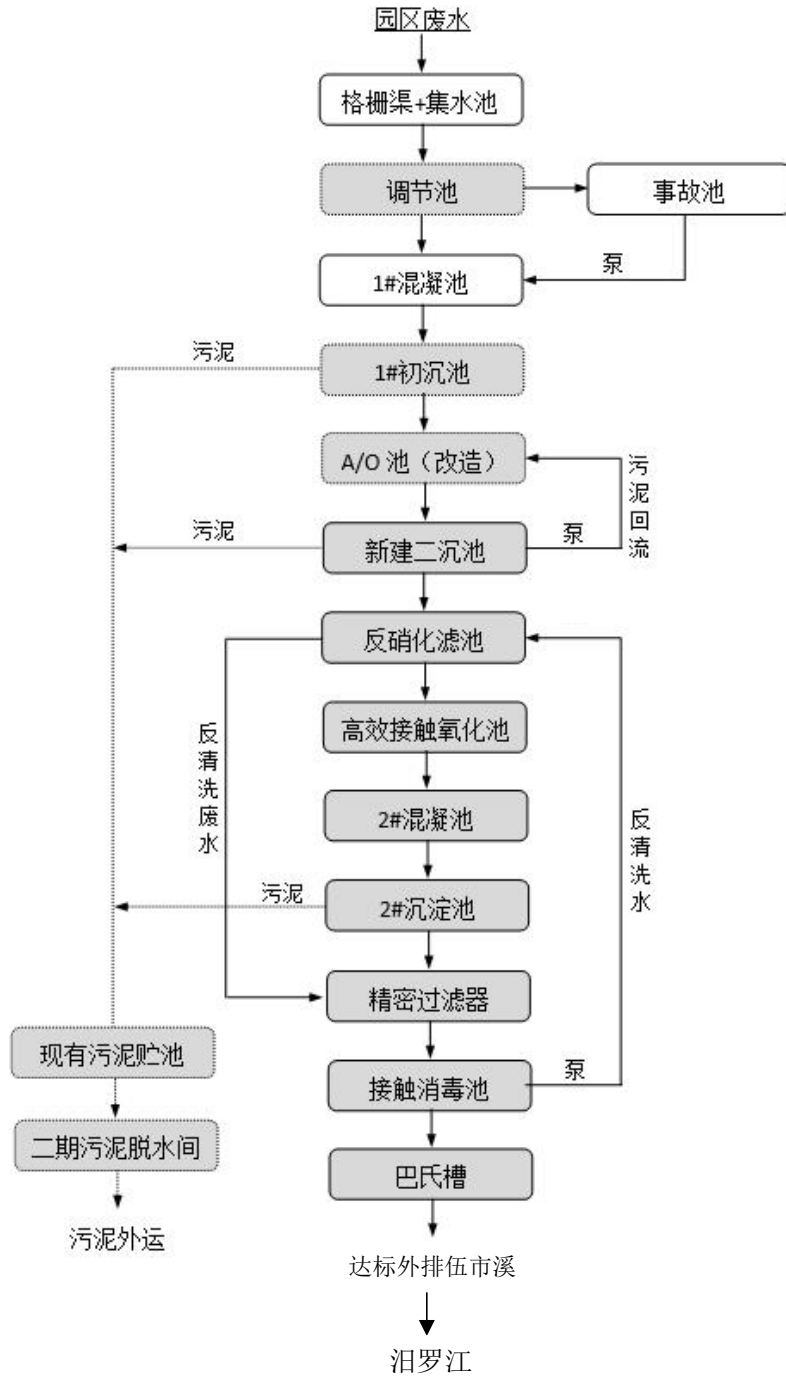 园区废水
格栅渠+集水池
调节池
事故池
泵
1#混凝池
污泥
1#初沉池
A/O 池（改造）
污泥回流
污泥
新建二沉池
泵
反硝化滤池
反清洗废水
高效接触氧化池
2#混凝池
反清洗水
污泥
2#沉淀池
精密过滤器
现有污泥贮池
接触消毒池
泵
二期污泥脱水间
巴氏槽
污泥外运
达标外排伍市溪
汨罗江